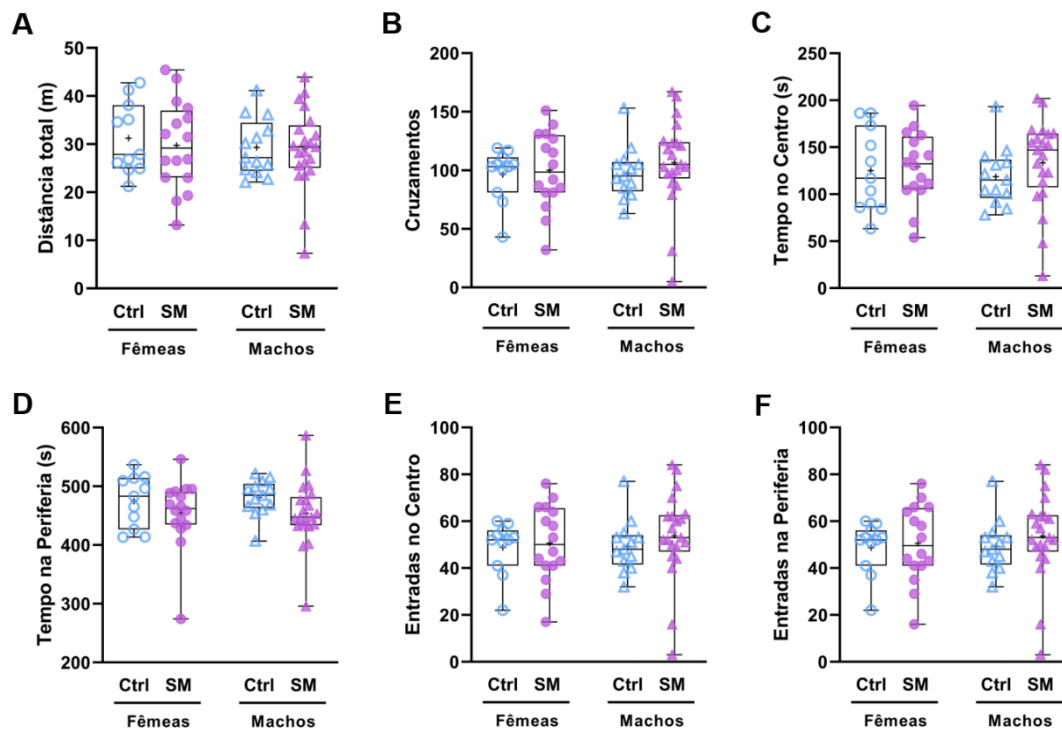 A
Distância total (m)
50
40
30
20
10
0
Ctrl SM Ctrl SM
Fêmeas Machos
B
Cruzamentos
200
150
100
50
0
Ctrl SM Ctrl SM
Fêmeas Machos
C
Tempo no Centro (s)
250
200
150
100
50
0
Ctrl SM Ctrl SM
Fêmeas Machos
D
Tempo na Periferia (s)
600
500
400
300
200
Ctrl SM Ctrl SM
Fêmeas Machos
E
Entradas no Centro
100
80
60
40
20
0
Ctrl SM Ctrl SM
Fêmeas Machos
F
Entradas na Periferia
100
80
60
40
20
0
Ctrl SM Ctrl SM
Fêmeas Machos